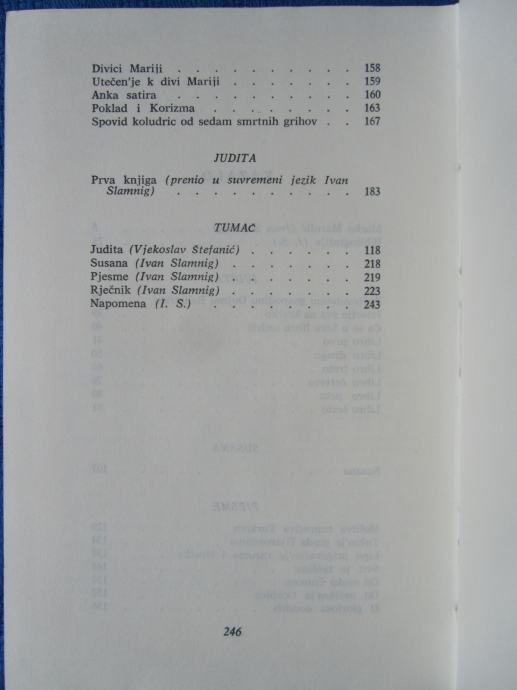 Divici Mariji . . . . . . . . . . 158
Utečen'je k divi Mariji . . . . . . . 159
Anka satira . . . . . . . . . . 160
Poklad i Korizma . . . . . . . . 163
Spovid koludric od sedam smrtnih grihov . . 167
JUDITA
Prva knjiga (prenio u suvremeni jezik Ivan
Slamnig) . . . . . . . . . . 183
TUMAČ
Judita (Vjekoslav Štefanić) . . . . . . 118
Susana (Ivan Slamnig) . . . . . . . 218
Pjesme (Ivan Slamnig) . . . . . . . 219
Rječnik (Ivan Slamnig) . . . . . . . 223
Napomena (I. S.) . . . . . . . . . 243
246